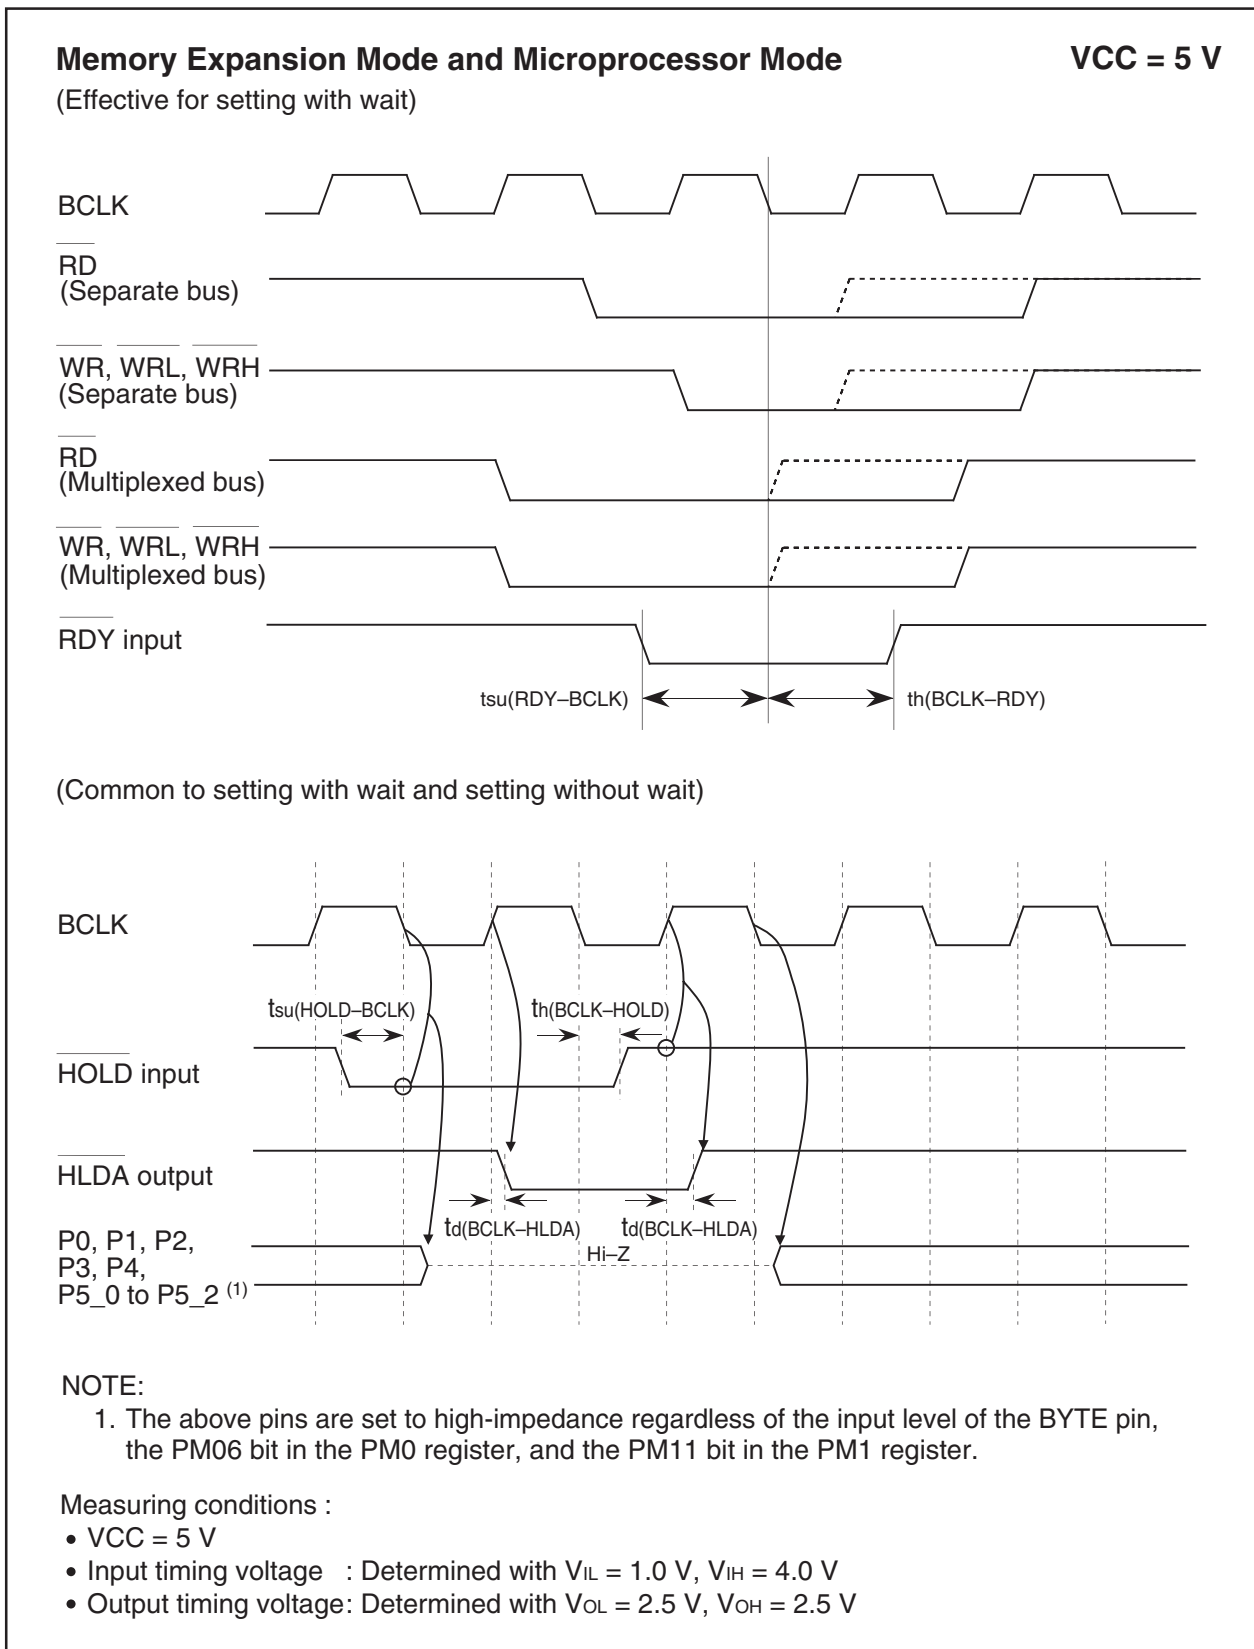 Memory Expansion Mode and Microprocessor Mode VCC = 5 V
(Effective for setting with wait)
BCLK
RD
(Separate bus)
WR, WRL, WRH
(Separate bus)
RD
(Multiplexed bus)
WR, WRL, WRH
(Multiplexed bus)
RDY input
tsu(RDY–BCLK) th(BCLK–RDY)
(Common to setting with wait and setting without wait)
BCLK
tsu(HOLD–BCLK) th(BCLK–HOLD)
HOLD input
HLDA output
td(BCLK–HLDA) td(BCLK–HLDA)
P0, P1, P2,
Hi–Z
P3, P4,
P5_0 to P5_2 (1)
NOTE:
1. The above pins are set to high-impedance regardless of the input level of the BYTE pin,
the PM06 bit in the PM0 register, and the PM11 bit in the PM1 register.
Measuring conditions :
• VCC = 5 V
• Input timing voltage : Determined with VIL = 1.0 V, VIH = 4.0 V
• Output timing voltage: Determined with VOL = 2.5 V, VOH = 2.5 V